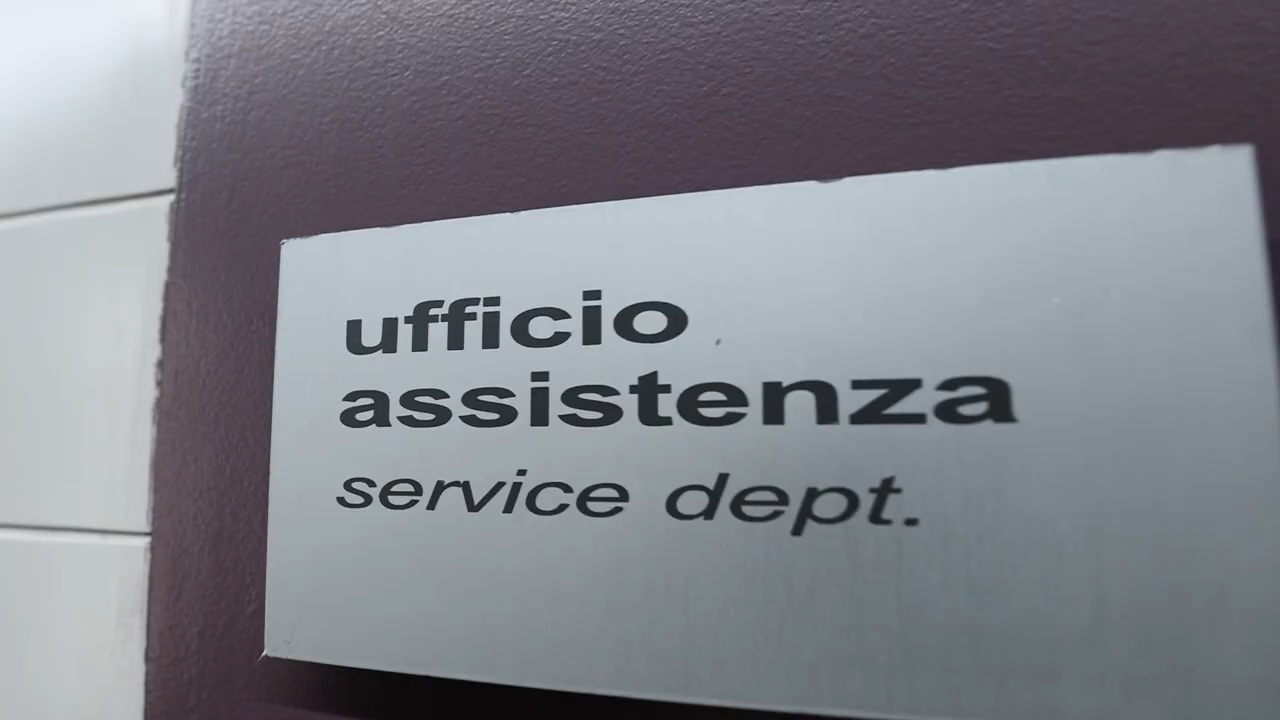 ufficio
assistenza
service dept.